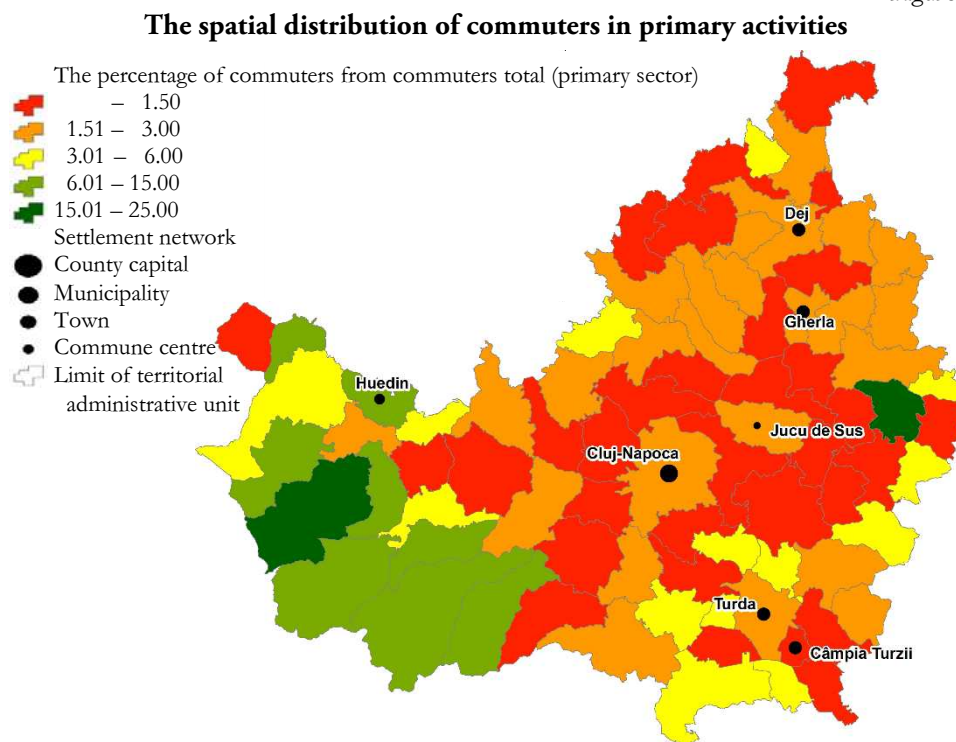 The spatial distribution of commuters in primary activities
The percentage of commuters from commuters total (primary sector)
– 1.50
1.51 – 3.00
3.01 – 6.00
6.01 – 15.00
15.01 – 25.00
Settlement network
County capital
Municipality
Town
Commune centre
Limit of territorial
administrative unit
Dej
Gherla
Huedin
Jucu de Sus
Cluj-Napoca
Turda
Câmpia Turzii